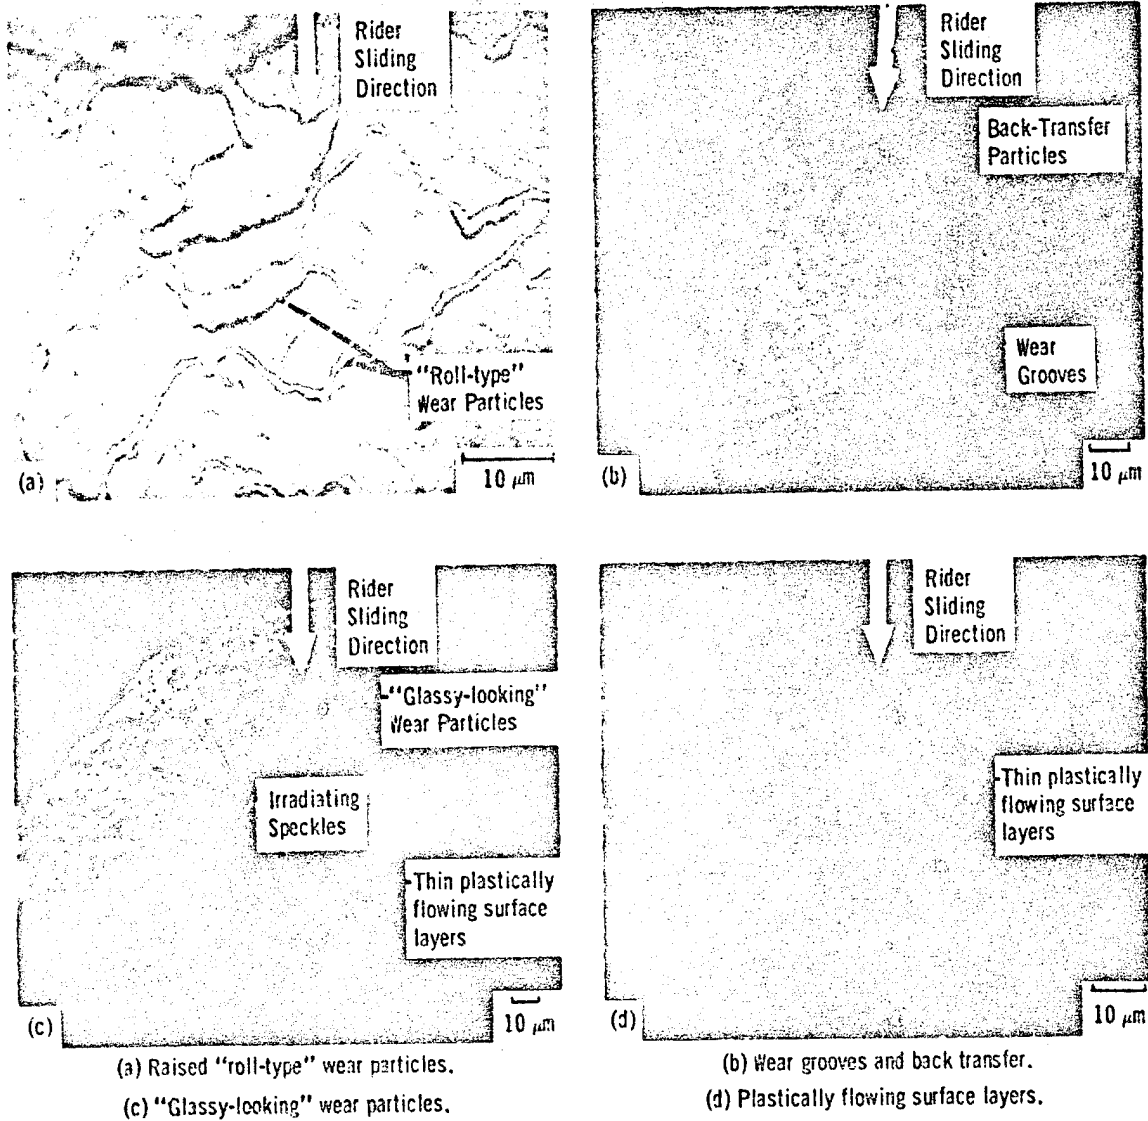 Rider
Sliding
Direction
"Roll-type"
Wear Particles
(a)
10 μm
Rider
Sliding
Direction
Back-Transfer
Particles
Wear
Grooves
(b)
10 μm
Rider
Sliding
Direction
"Glassy-looking"
Wear Particles
Irradiating
Speckles
Thin plastically
flowing surface
layers
(c)
10 μm
Rider
Sliding
Direction
Thin plastically
flowing surface
layers
(d)
10 μm
(a) Raised "roll-type" wear particles.
(b) Wear grooves and back transfer.
(c) "Glassy-looking" wear particles.
(d) Plastically flowing surface layers.